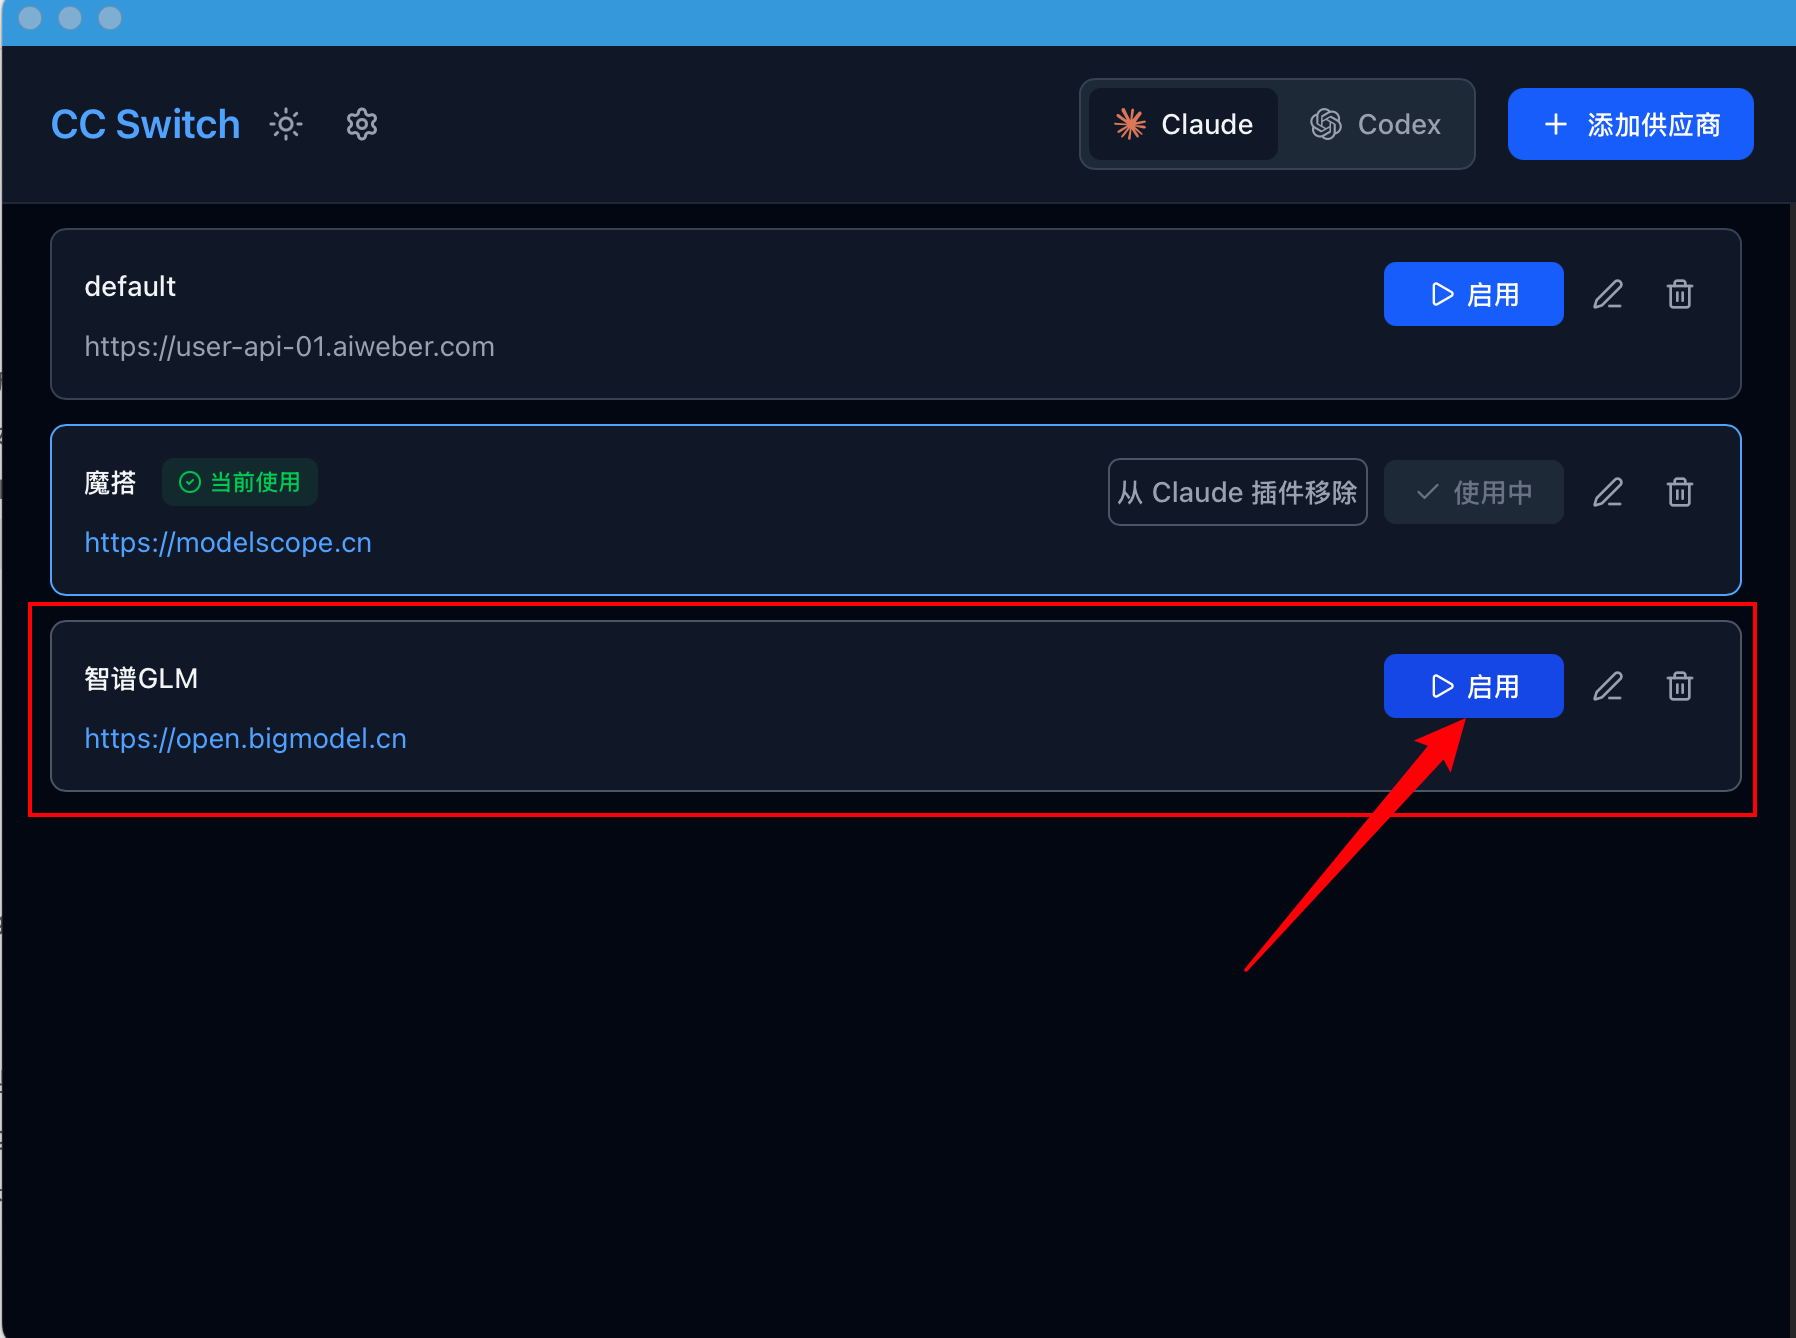 CC Switch
Claude
Codex
添加供应商
default
启用
https://user-api-01.aiweber.com
魔搭
当前使用
从 Claude 插件移除
使用中
https://modelscope.cn
智谱GLM
启用
https://open.bigmodel.cn